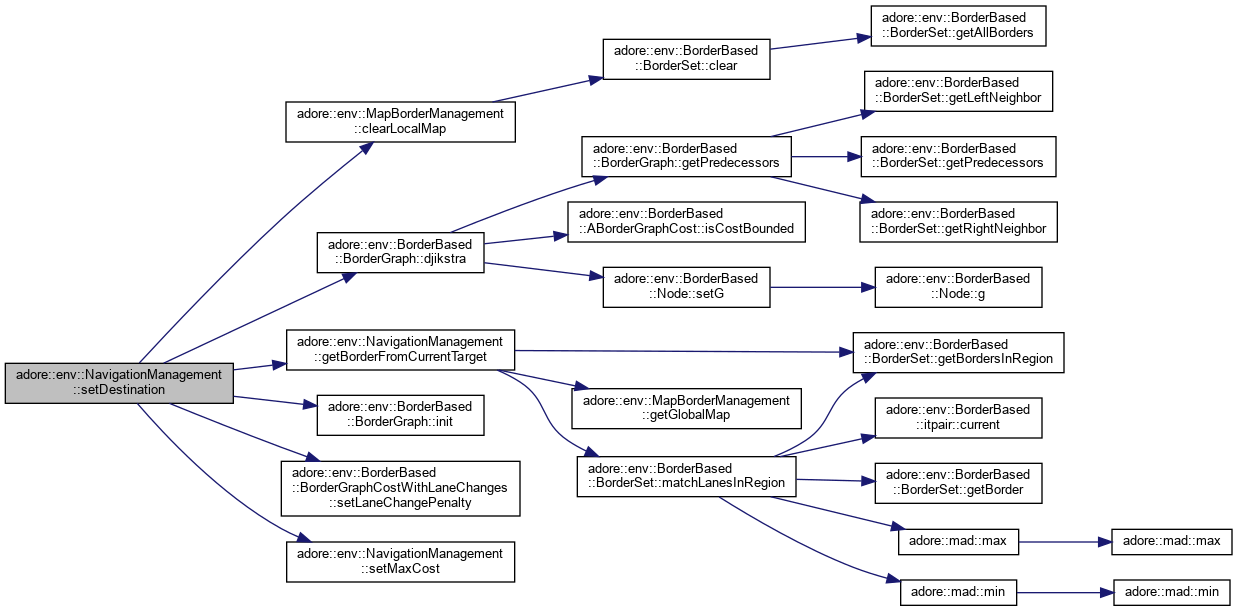 adore::env::NavigationManagement
::setDestination
adore::env::MapBorderManagement
::clearLocalMap
adore::env::BorderBased
::BorderSet::clear
adore::env::BorderBased
::BorderSet::getAllBorders
adore::env::BorderBased
::BorderGraph::djikstra
adore::env::BorderBased
::BorderGraph::getPredecessors
adore::env::BorderBased
::BorderSet::getLeftNeighbor
adore::env::BorderBased
::BorderSet::getPredecessors
adore::env::BorderBased
::BorderSet::getRightNeighbor
adore::env::BorderBased
::ABorderGraphCost::isCostBounded
adore::env::BorderBased
::Node::setG
adore::env::BorderBased
::Node::g
adore::env::NavigationManagement
::getBorderFromCurrentTarget
adore::env::BorderBased
::BorderSet::getBordersInRegion
adore::env::MapBorderManagement
::getGlobalMap
adore::env::BorderBased
::BorderSet::matchLanesInRegion
adore::env::BorderBased
::itpair::current
adore::env::BorderBased
::BorderSet::getBorder
adore::mad::max
adore::mad::max
adore::mad::min
adore::mad::min
adore::env::BorderBased
::BorderGraph::init
adore::env::BorderBased
::BorderGraphCostWithLaneChanges
::setLaneChangePenalty
adore::env::NavigationManagement
::setMaxCost